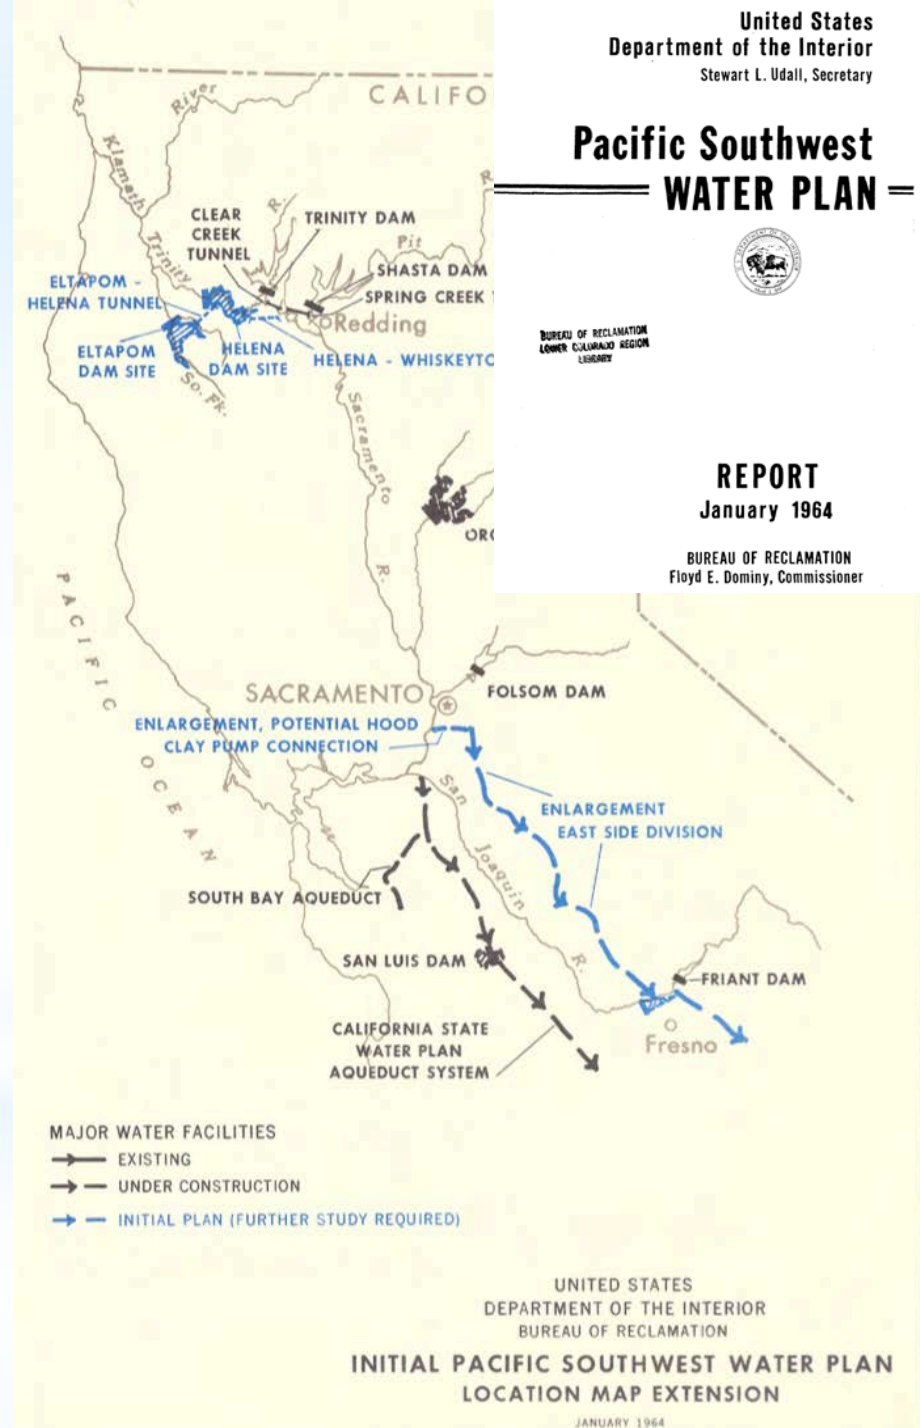 United States
Department of the Interior
Stewart L. Udall, Secretary
Pacific Southwest
WATER PLAN
BUREAU OF RECLAMATION
LOWER COLORADO REGION
LIBRARY
REPORT
January 1964
BUREAU OF RECLAMATION
Floyd E. Dominy, Commissioner
CALIFO
River
Klamath
R.
R
CLEAR
CREEK
TUNNEL
TRINITY DAM
Pit
Trinity
SHASTA DAM
SPRING CREEK
ELTAPOM -
HELENA TUNNEL
Redding
ELTAPOM
DAM SITE
HELENA
DAM SITE
HELENA - WHISKEYTO
So. Fk.
Sacramento
R.
ORO
PACIFIC
OCEAN
SACRAMENTO
FOLSOM DAM
ENLARGEMENT, POTENTIAL HOOD
CLAY PUMP CONNECTION
San
Joaquin
R.
ENLARGEMENT
EAST SIDE DIVISION
SOUTH BAY AQUEDUCT
SAN LUIS DAM
FRIANT DAM
CALIFORNIA STATE
WATER PLAN
AQUEDUCT SYSTEM
Fresno
MAJOR WATER FACILITIES
EXISTING
UNDER CONSTRUCTION
INITIAL PLAN (FURTHER STUDY REQUIRED)
UNITED STATES
DEPARTMENT OF THE INTERIOR
BUREAU OF RECLAMATION
INITIAL PACIFIC SOUTHWEST WATER PLAN
LOCATION MAP EXTENSION
JANUARY 1964